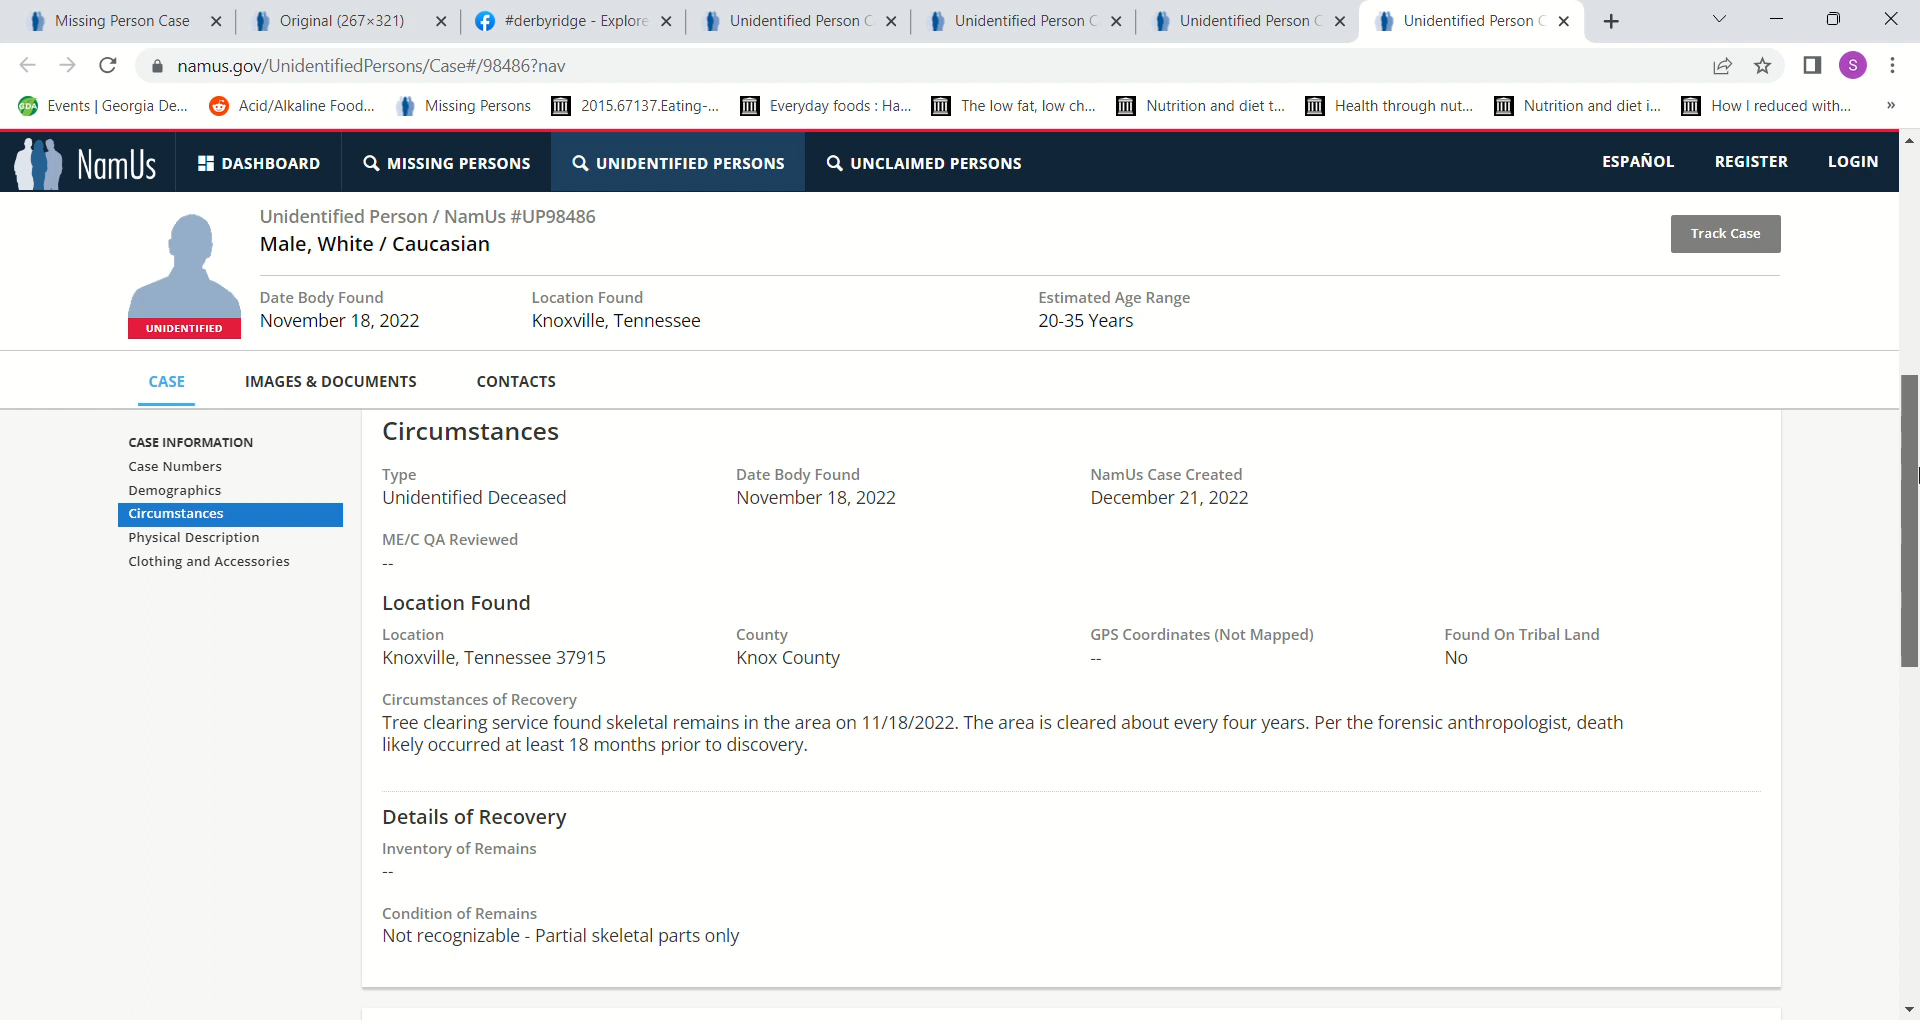 Missing Person Case
Original (267×321)
#derbyridge - Explore
Unidentified Person C
Unidentified Person C
Unidentified Person C
Unidentified Person C
namus.gov/UnidentifiedPersons/Case#/98486?nav
S
GDA
Events | Georgia De...
Acid/Alkaline Food...
Missing Persons
2015.67137.Eating-...
Everyday foods : Ha...
The low fat, low ch...
Nutrition and diet t...
Health through nut...
Nutrition and diet i...
How I reduced with...
»
NamUs
DASHBOARD
MISSING PERSONS
UNIDENTIFIED PERSONS
UNCLAIMED PERSONS
ESPAÑOL
REGISTER
LOGIN
Unidentified Person / NamUs #UP98486
Male, White / Caucasian
Track Case
UNIDENTIFIED
Date Body Found
November 18, 2022
Location Found
Knoxville, Tennessee
Estimated Age Range
20-35 Years
CASE
IMAGES & DOCUMENTS
CONTACTS
CASE INFORMATION
Case Numbers
Demographics
Circumstances
Physical Description
Clothing and Accessories
Circumstances
Type
Unidentified Deceased
Date Body Found
November 18, 2022
NamUs Case Created
December 21, 2022
ME/C QA Reviewed
--
Location Found
Location
Knoxville, Tennessee 37915
County
Knox County
GPS Coordinates (Not Mapped)
--
Found On Tribal Land
No
Circumstances of Recovery
Tree clearing service found skeletal remains in the area on 11/18/2022. The area is cleared about every four years. Per the forensic anthropologist, death
likely occurred at least 18 months prior to discovery.
Details of Recovery
Inventory of Remains
--
Condition of Remains
Not recognizable - Partial skeletal parts only